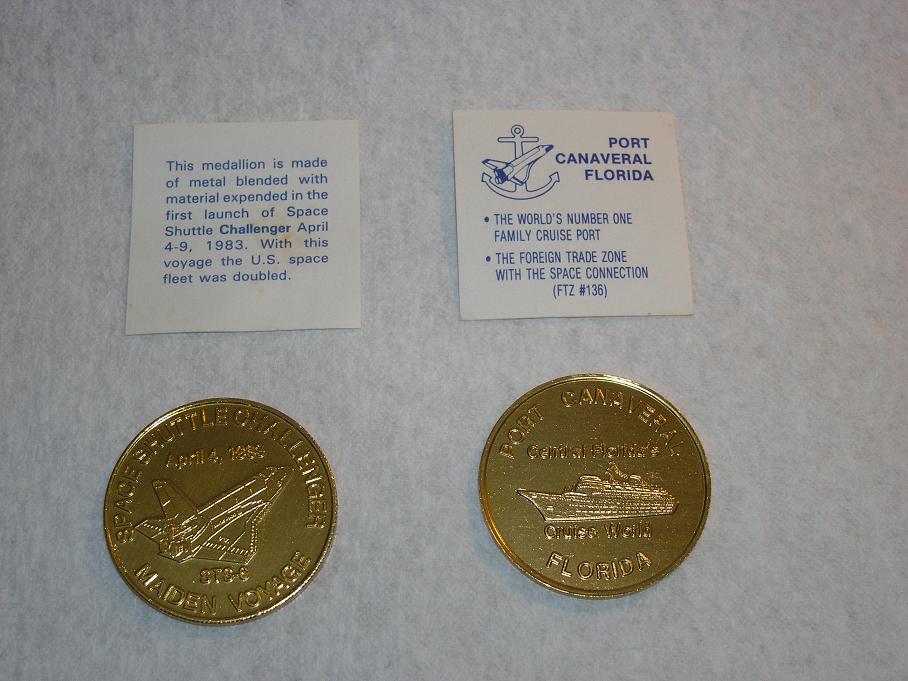 This medallion is made
of metal blended with
material expended in the
first launch of Space
Shuttle Challenger April
4-9, 1983. With this
voyage the U.S. space
fleet was doubled.
PORT
CANAVERAL
FLORIDA
• THE WORLD'S NUMBER ONE
FAMILY CRUISE PORT
• THE FOREIGN TRADE ZONE
WITH THE SPACE CONNECTION
(FTZ #136)
SPACE SHUTTLE CHALLENGER
April 4, 1983
STS-6
MAIDEN VOYAGE
PORT CANAVERAL
Central Florida's
Cruise World
FLORIDA